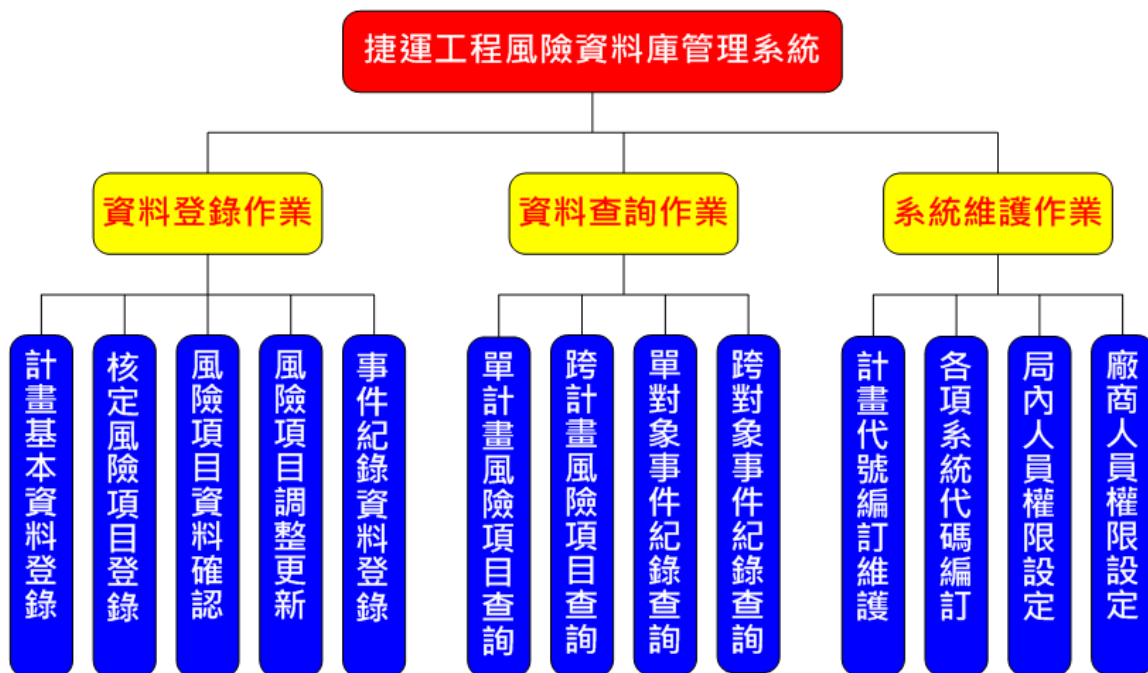 捷運工程風險資料庫管理系統
資料登錄作業
資料查詢作業
系統維護作業
計畫基本資料登錄
核定風險項目登錄
風險項目資料確認
風險項目調整更新
事件紀錄資料登錄
單計畫風險項目查詢
跨計畫風險項目查詢
單對象事件紀錄查詢
跨對象事件紀錄查詢
計畫代號編訂維護
各項系統代碼編訂
局內人員權限設定
廠商人員權限設定